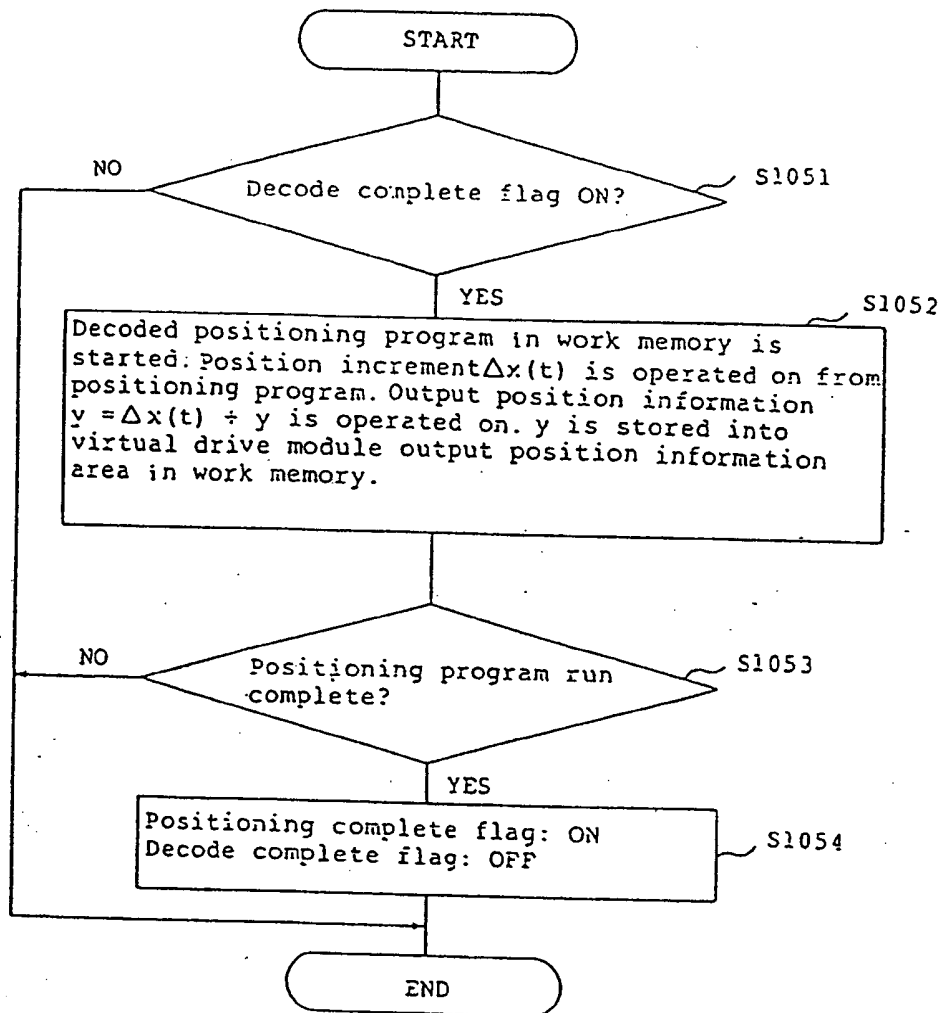 START
NO
Decode complete flag ON?
S1051
YES
S1052
Decoded positioning program in work memory is
started. Position increment Δx(t) is operated on from
positioning program. Output position information
y = Δx(t) ÷ y is operated on. y is stored into
virtual drive module output position information
area in work memory.
NO
Positioning program run
complete?
S1053
YES
Positioning complete flag: ON
Decode complete flag: OFF
S1054
END